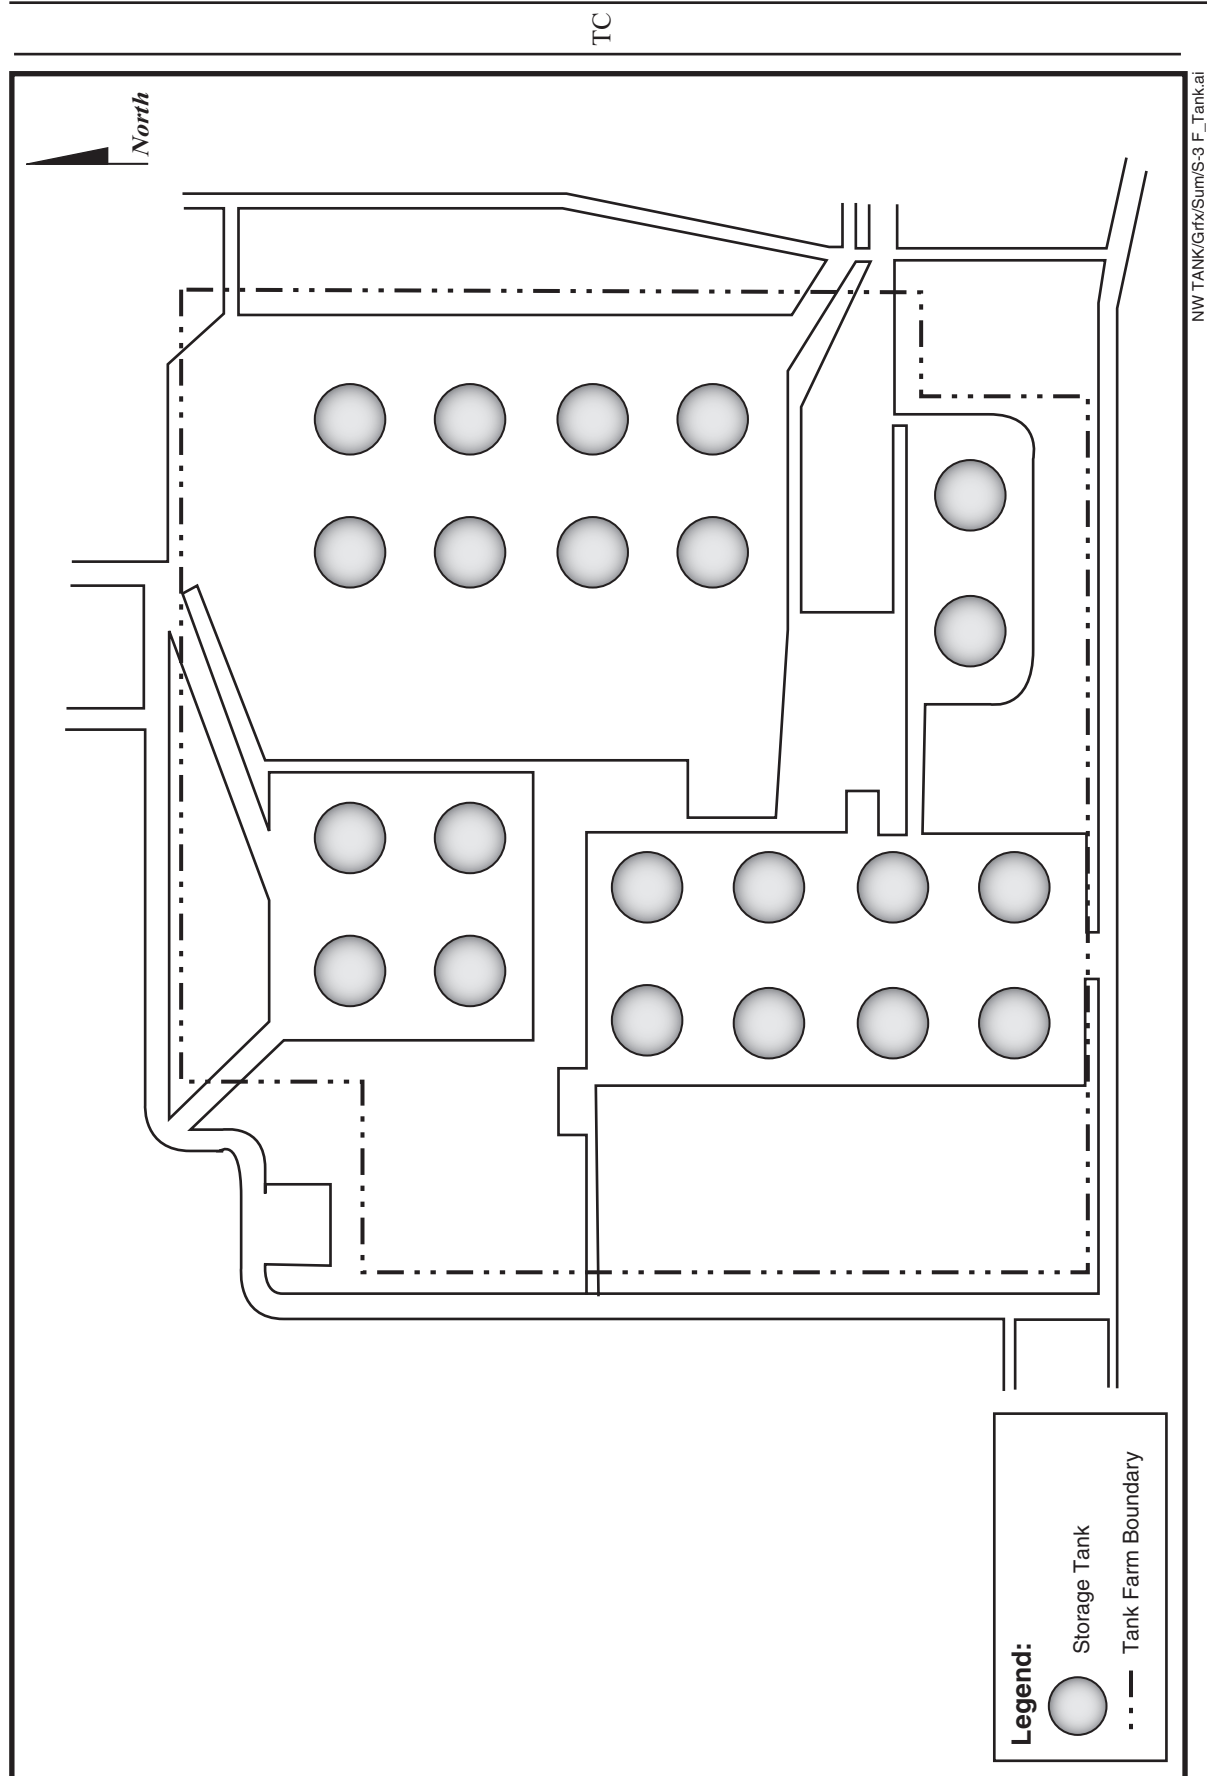 TC
North
NW TANK/Grfx/Sum/S-3 F_Tank.ai
Legend:
Storage Tank
Tank Farm Boundary